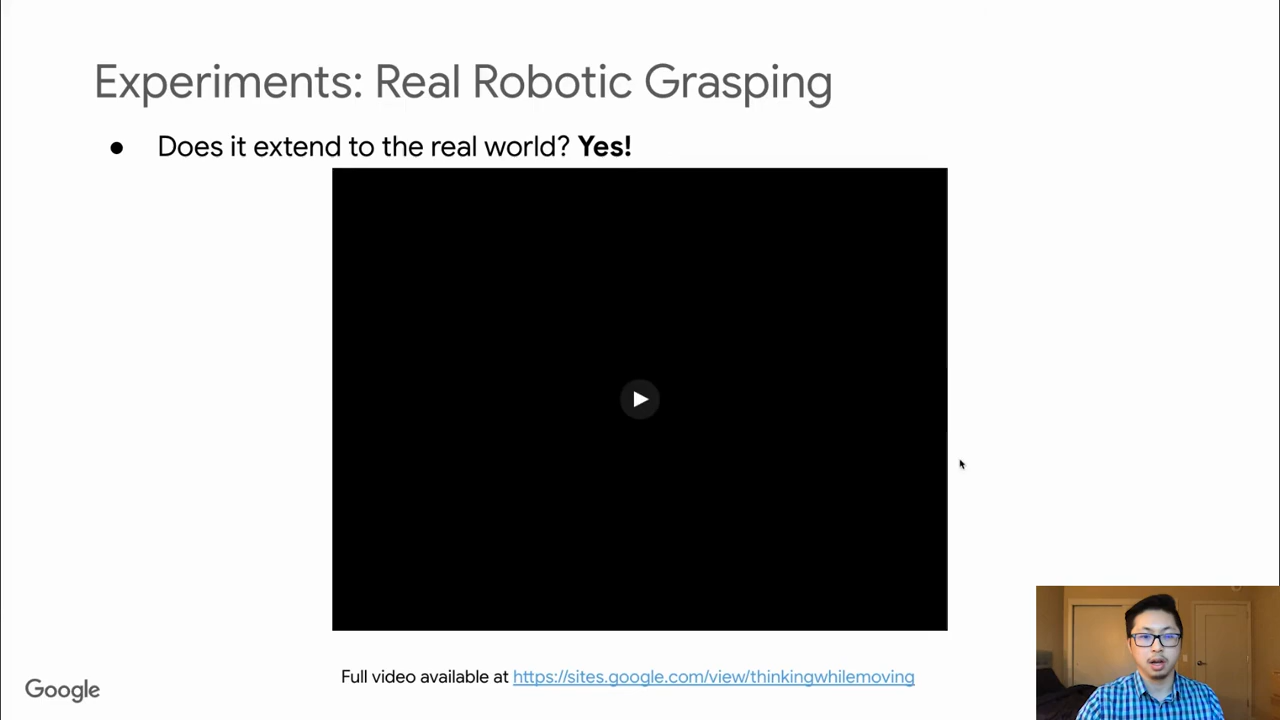 Experiments: Real Robotic Grasping
● Does it extend to the real world? Yes!
Full video available at https://sites.google.com/view/thinkingwhilemoving
Google